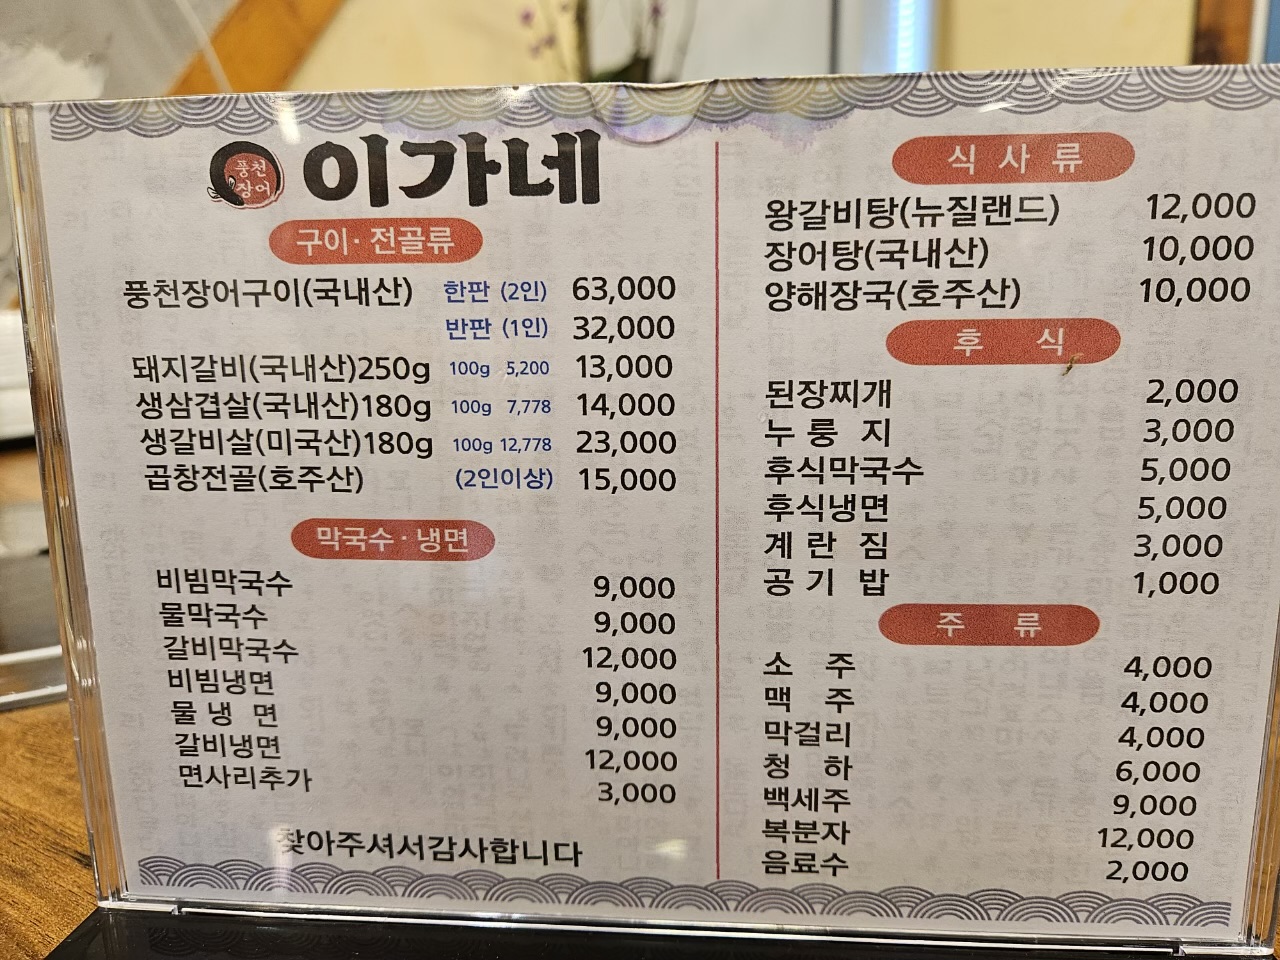 풍천
장어
이가네
구이·전골류
풍천장어구이(국내산) 한판 (2인) 63,000
반판 (1인) 32,000
돼지갈비(국내산)250g 100g 5,200 13,000
생삼겹살(국내산)180g 100g 7,778 14,000
생갈비살(미국산)180g 100g 12,778 23,000
곱창전골(호주산) (2인이상) 15,000
막국수·냉면
비빔막국수 9,000
물막국수 9,000
갈비막국수 12,000
비빔냉면 9,000
물 냉 면 9,000
갈비냉면 12,000
면사리추가 3,000
찾아주셔서감사합니다
식 사 류
왕갈비탕(뉴질랜드) 12,000
장어탕(국내산) 10,000
양해장국(호주산) 10,000
후 식
된장찌개 2,000
누 룽 지 3,000
후식막국수 5,000
후식냉면 5,000
계 란 찜 3,000
공 기 밥 1,000
주 류
소 주 4,000
맥 주 4,000
막걸리 4,000
청 하 6,000
백세주 9,000
복분자 12,000
음료수 2,000